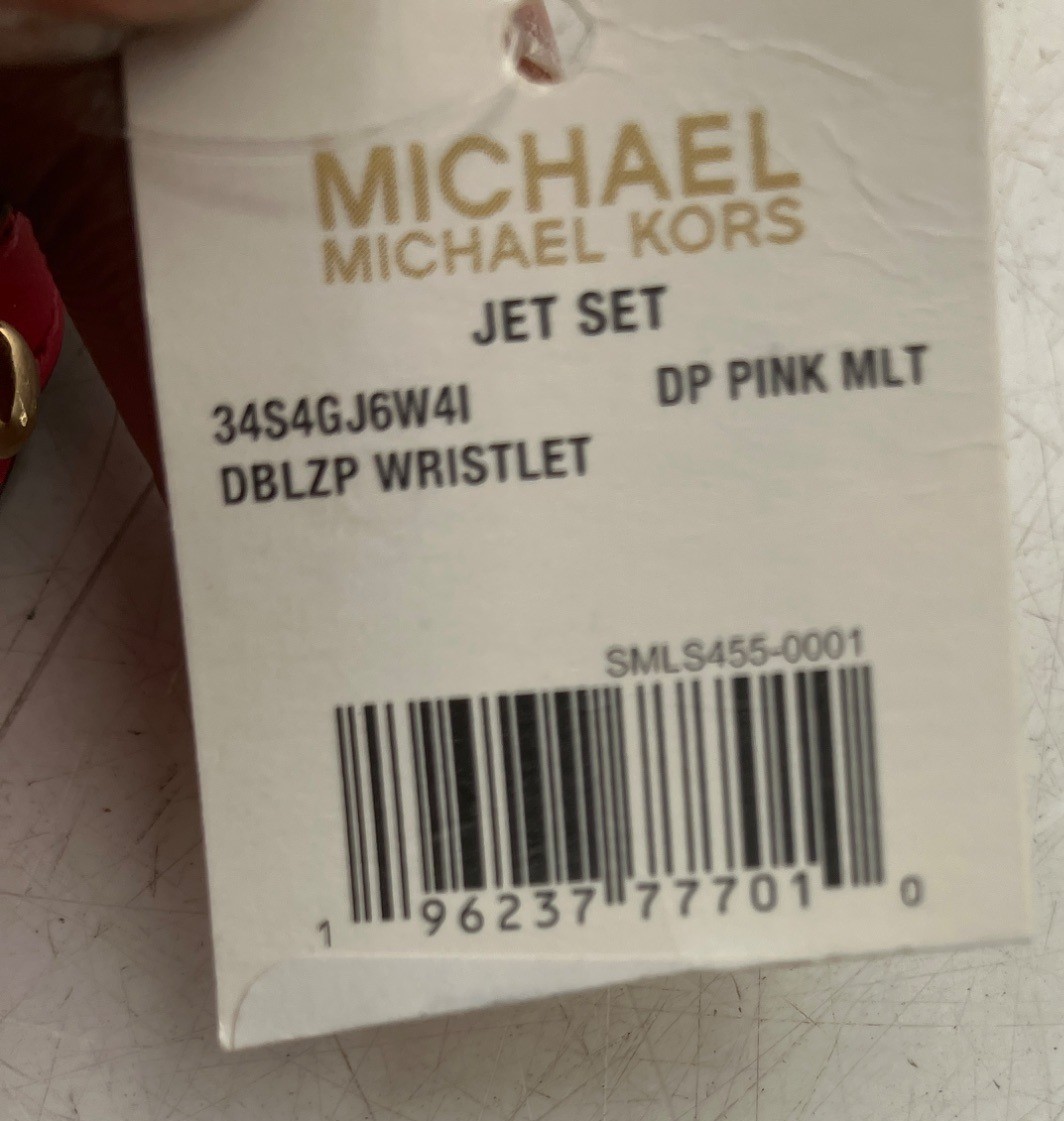 MICHAEL
MICHAEL KORS
JET SET
34S4GJ6W4I DP PINK MLT
DBLZP WRISTLET
SMLS455-0001
1 96237 77701 0